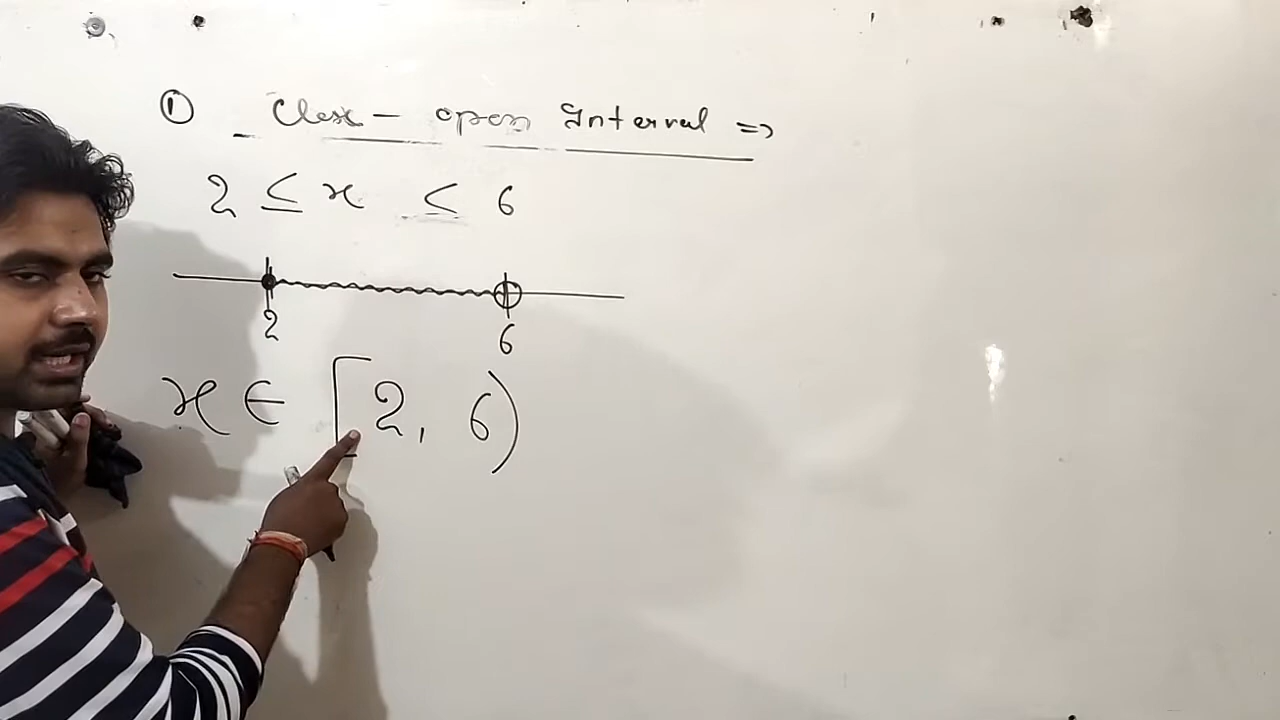 ① Close - open Interval =>
2 ≤ x ≤ 6
2 6
x ∈ [2, 6)